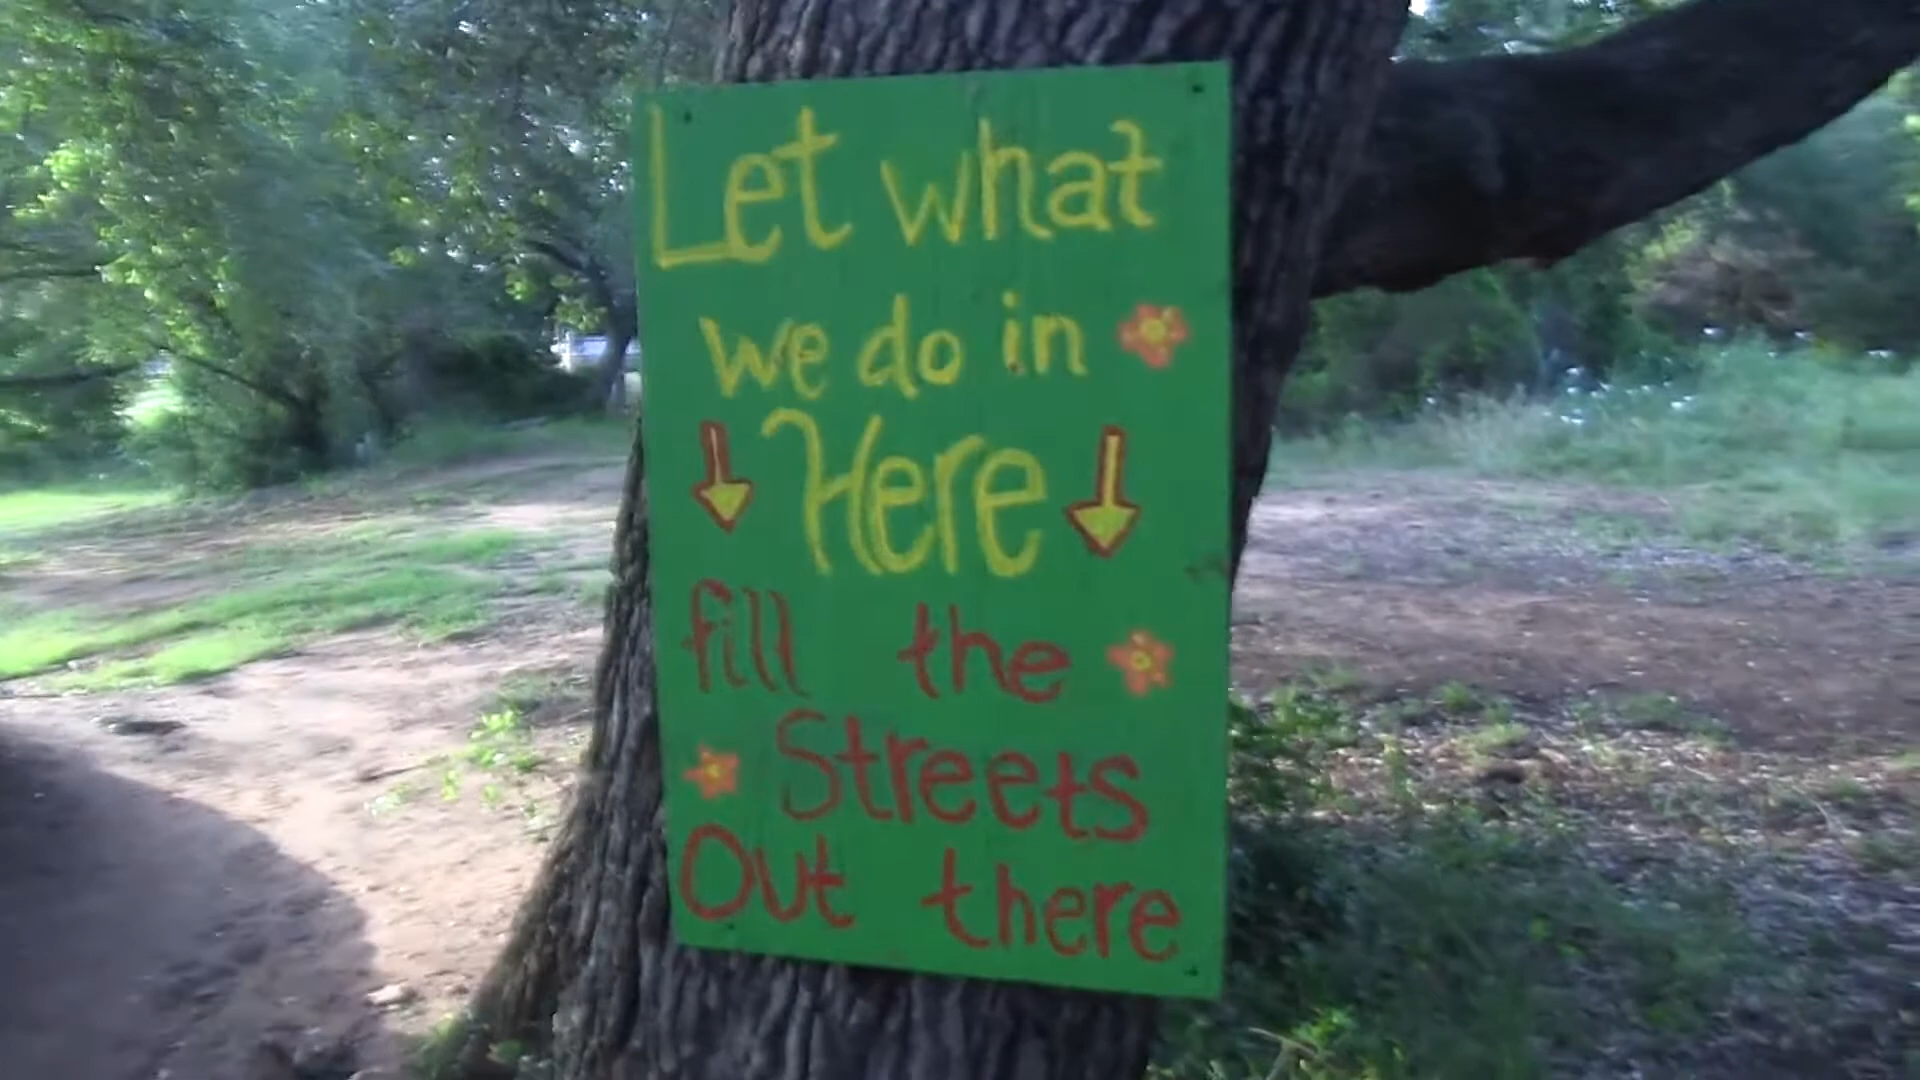 Let what
we do in
Here
fill the
Streets
Out there